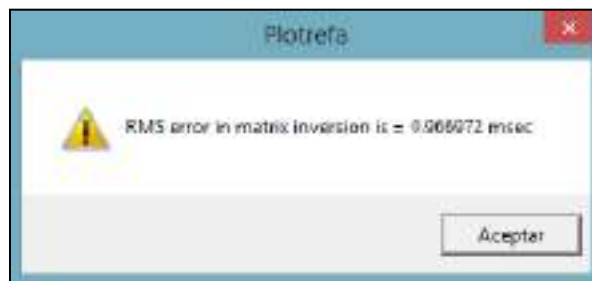 Plotrefa
RMS error in matrix inversion is = 0.966972 msec
Aceptar